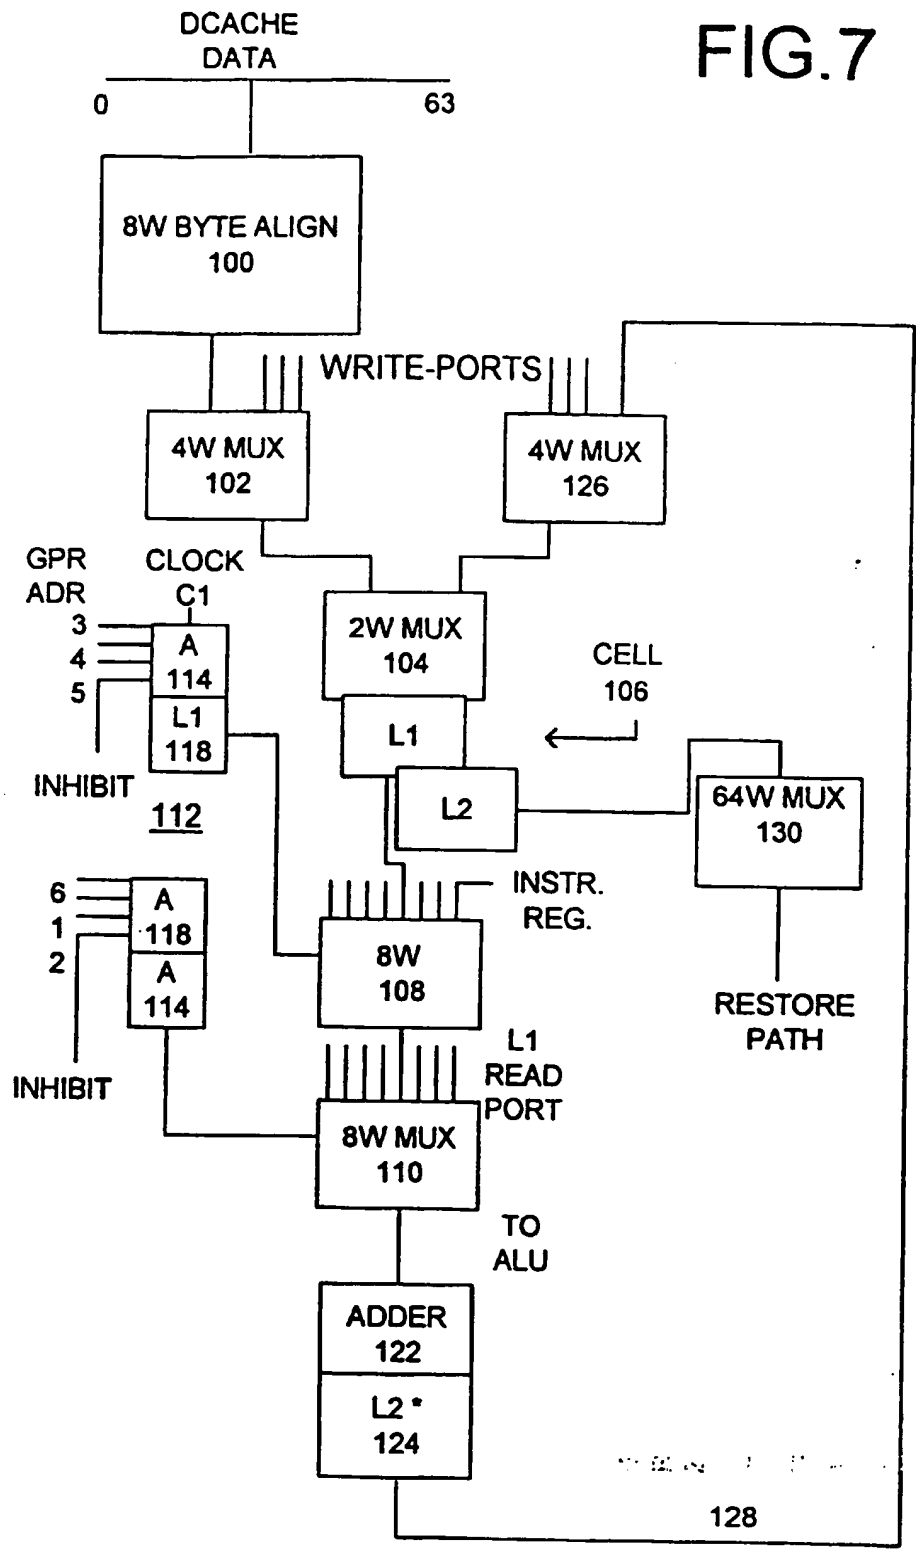 DCACHE
DATA
FIG.7
0
63
8W BYTE ALIGN
100
WRITE-PORTS
4W MUX
102
4W MUX
126
GPR
ADR
CLOCK
C1
3
4
5
A
114
L1
118
INHIBIT
112
2W MUX
104
CELL
106
L1
L2
64W MUX
130
RESTORE
PATH
INSTR.
REG.
6
1
2
A
118
A
114
INHIBIT
8W
108
L1
READ
PORT
8W MUX
110
TO
ALU
ADDER
122
L2 *
124
128